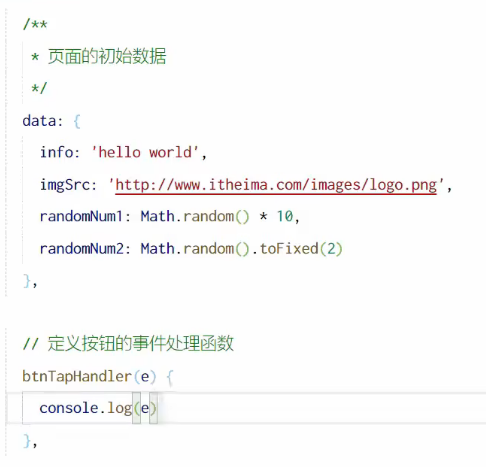 /**
* 页面的初始数据
*/
data: {
info: 'hello world',
imgSrc: 'http://www.itheima.com/images/logo.png',
randomNum1: Math.random() * 10,
randomNum2: Math.random().toFixed(2)
},
// 定义按钮的事件处理函数
btnTapHandler(e) {
console.log(e)
},